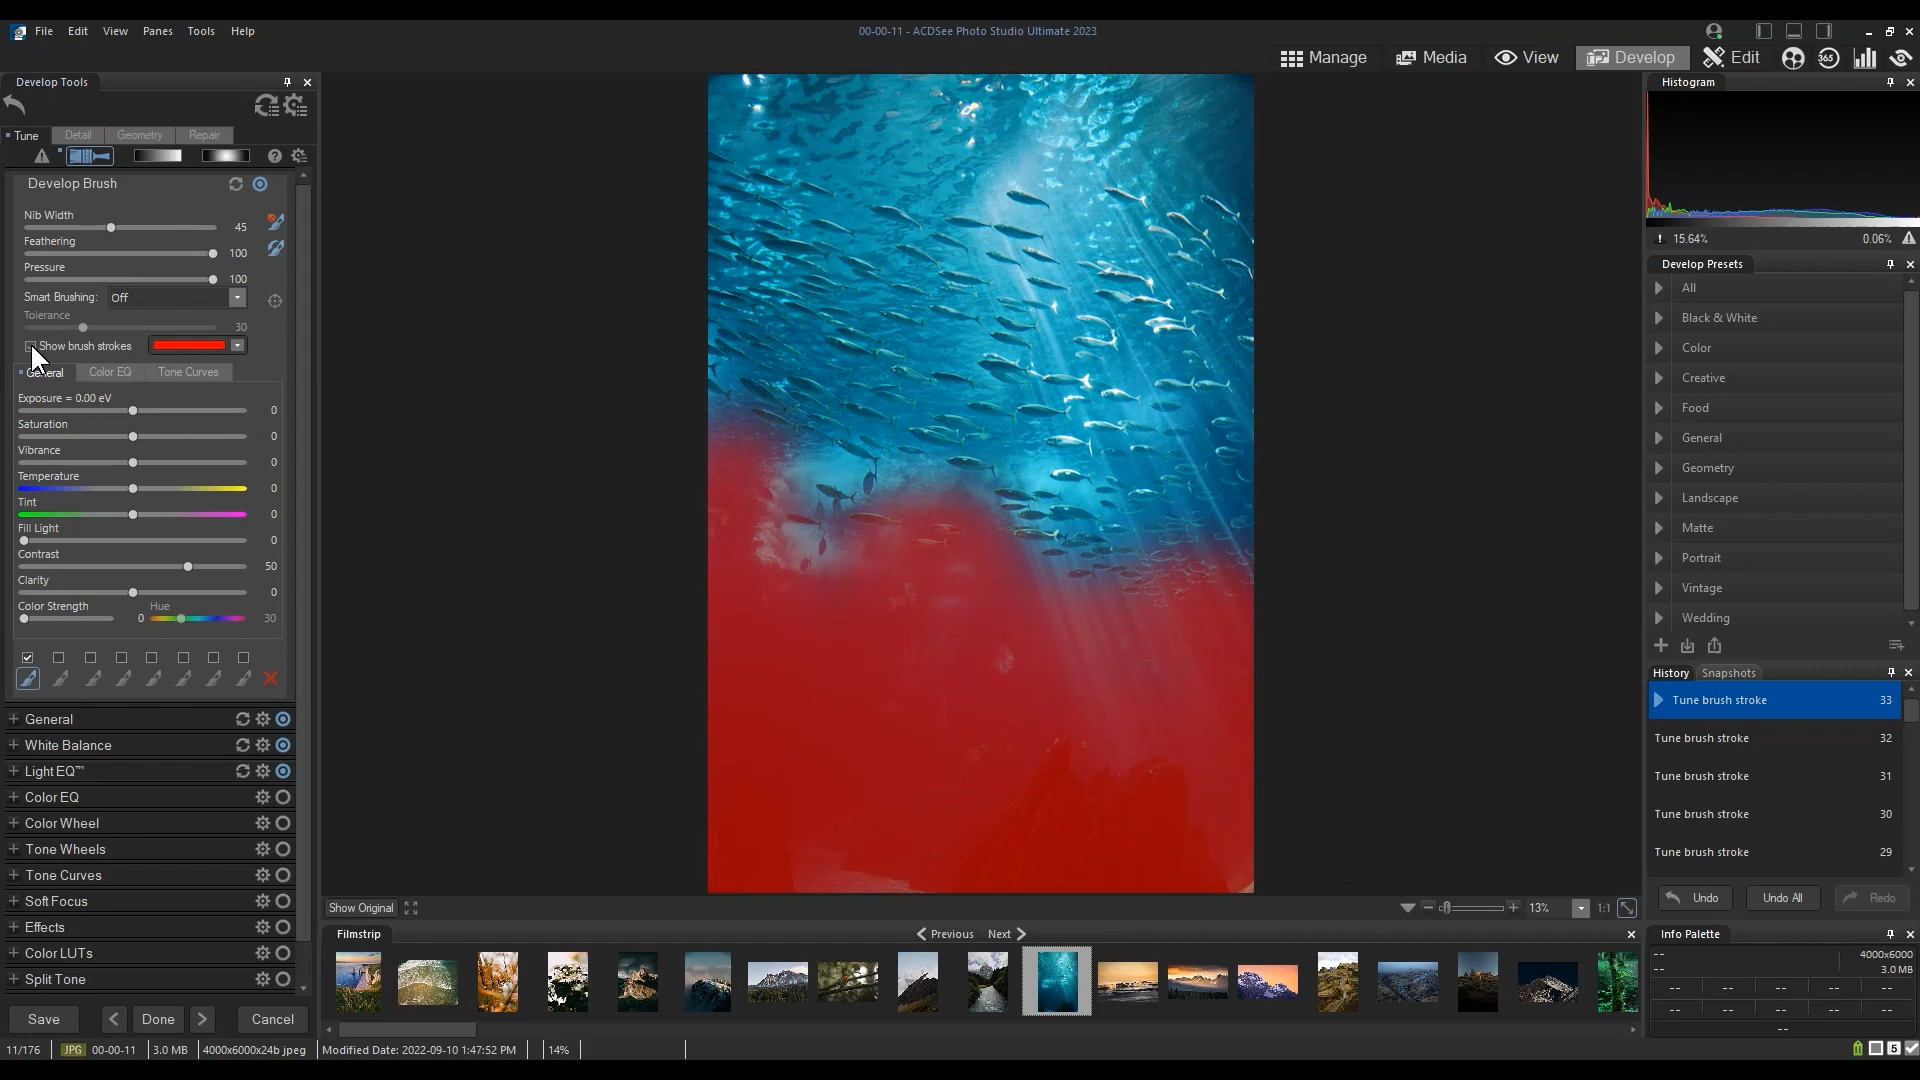 File Edit View Panes Tools Help
00-00-11 - ACDSee Photo Studio Ultimate 2023
Manage Media View Develop Edit 365
Develop Tools
Tune Detail Geometry Repair
Develop Brush
Nib Width
45
Feathering
100
Pressure
100
Smart Brushing: Off
Tolerance
30
Show brush strokes
General Color EQ Tone Curves
Exposure = 0.00 eV
0
Saturation
0
Vibrance
0
Temperature
0
Tint
0
Fill Light
0
Contrast
50
Clarity
0
Color Strength Hue
0 30
General
White Balance
Light EQ™
Color EQ
Color Wheel
Tone Wheels
Tone Curves
Soft Focus
Effects
Color LUTs
Split Tone
Save Done Cancel
Show Original
13% 1:1
Filmstrip
Previous Next
Histogram
15.64% 0.06%
Develop Presets
All
Black & White
Color
Creative
Food
General
Geometry
Landscape
Matte
Portrait
Vintage
Wedding
History Snapshots
Tune brush stroke 33
Tune brush stroke 32
Tune brush stroke 31
Tune brush stroke 30
Tune brush stroke 29
Undo Undo All Redo
Info Palette
-- 4000x6000
-- 3.0 MB
-- -- -- -- --
-- -- -- -- --
--
11/176 JPG 00-00-11 3.0 MB 4000x6000x24b jpeg Modified Date: 2022-09-10 1:47:52 PM 14%
5